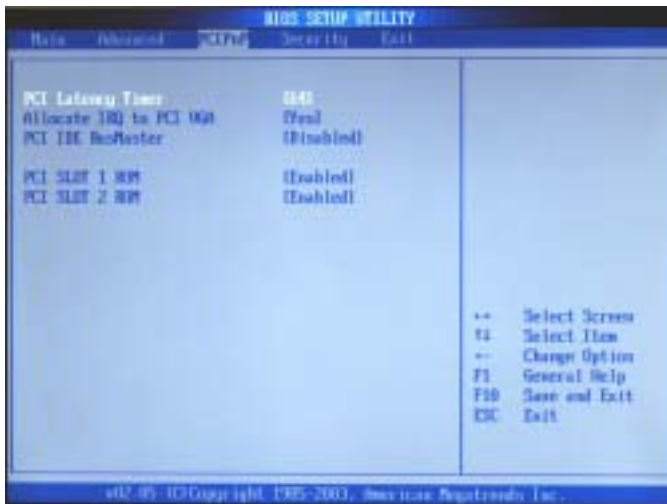 BIOS SETUP UTILITY
Main Advanced PCIPnP Security Exit
PCI Latency Timer [64]
Allocate IRQ to PCI VGA [Yes]
PCI IDE BusMaster [Disabled]
PCI SLOT 1 ROM [Enabled]
PCI SLOT 2 ROM [Enabled]
↔ Select Screen
↑↓ Select Item
+- Change Option
F1 General Help
F10 Save and Exit
ESC Exit
v02.05 (C)Copyright 1985-2003, American Megatrends Inc.